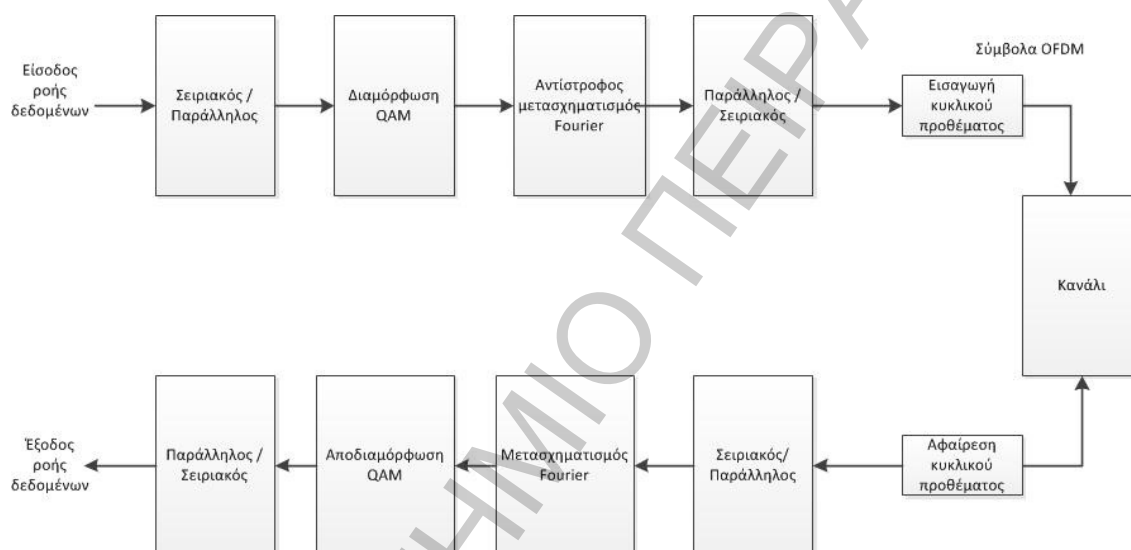 Σύμβολα OFDM
Είσοδος
ροής
δεδομένων
Σειριακός /
Παράλληλος
Διαμόρφωση
QAM
Αντίστροφος
μετασχηματισμός
Fourier
Παράλληλος /
Σειριακός
Εισαγωγή
κυκλικού
προθέματος
Κανάλι
Έξοδος
ροής
δεδομένων
Παράλληλος /
Σειριακός
Αποδιαμόρφωση
QAM
Μετασχηματισμός
Fourier
Σειριακός/
Παράλληλος
Αφαίρεση
κυκλικού
προθέματος